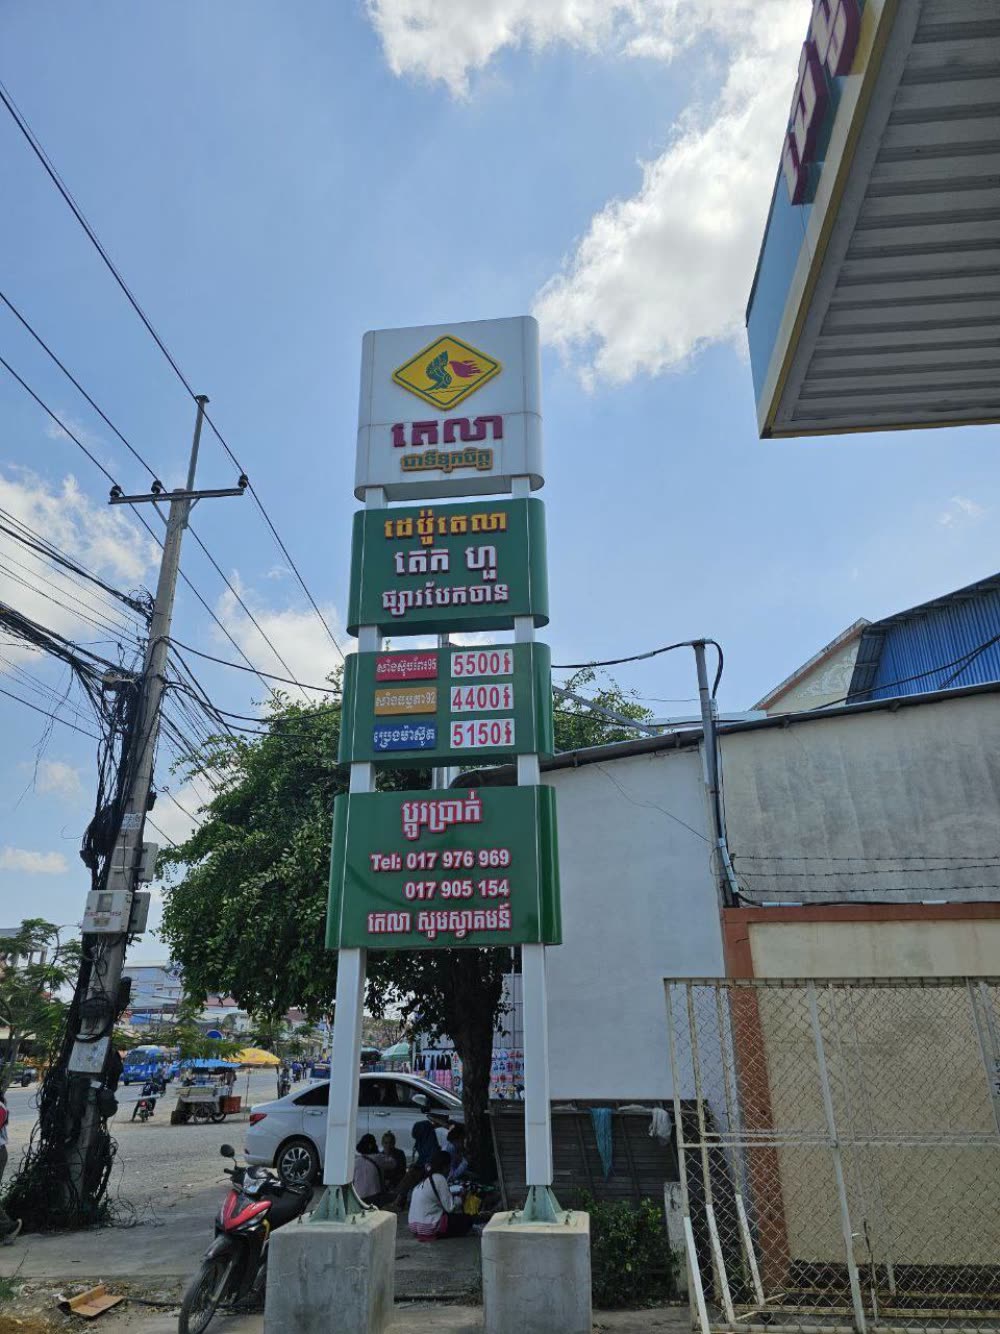 តេលា
ជាទីទុកចិត្ត
ដេប៉ូតេលា
តេក ហួ
ផ្សារបែកចាន
សាំងស៊ុបពែរ95 5500៛
សាំងធម្មតា92 4400៛
ប្រេងម៉ាស៊ូត 5150៛
ប្តូរប្រាក់
Tel: 017 976 969
017 905 154
តេលា សូមស្វាគមន៍